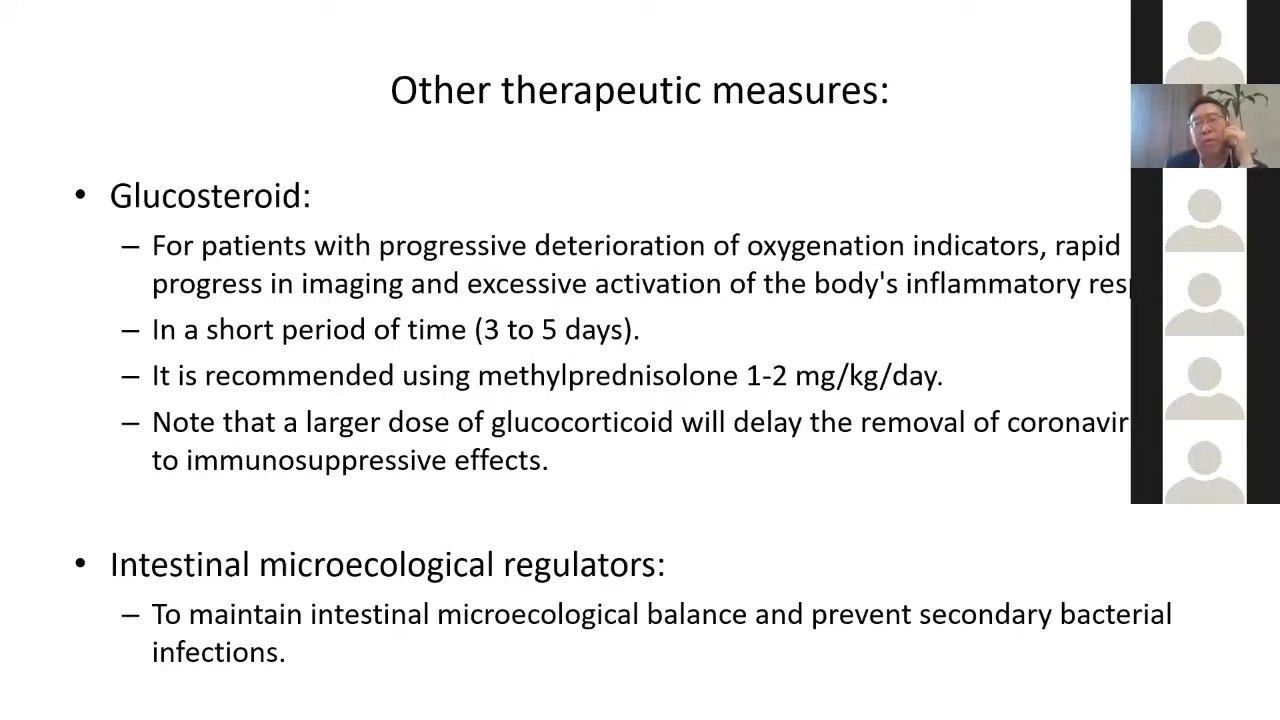 Other therapeutic measures:
• Glucosteroid:
– For patients with progressive deterioration of oxygenation indicators, rapid
progress in imaging and excessive activation of the body's inflammatory
– In a short period of time (3 to 5 days).
– It is recommended using methylprednisolone 1-2 mg/kg/day.
– Note that a larger dose of glucocorticoid will delay the removal of
to immunosuppressive effects.
• Intestinal microecological regulators:
– To maintain intestinal microecological balance and prevent secondary bacterial
infections.